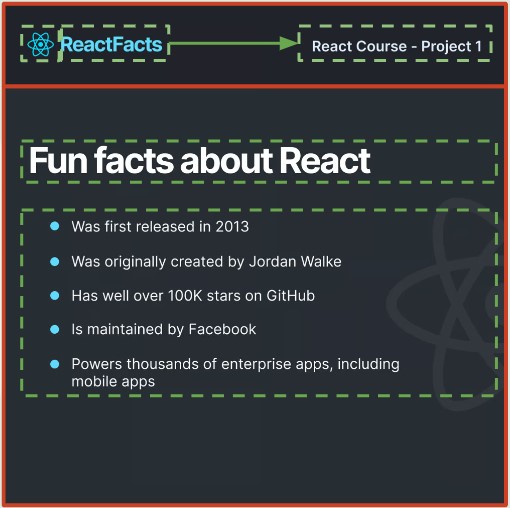 ReactFacts
React Course - Project 1
Fun facts about React
Was first released in 2013
Was originally created by Jordan Walke
Has well over 100K stars on GitHub
Is maintained by Facebook
Powers thousands of enterprise apps, including
mobile apps